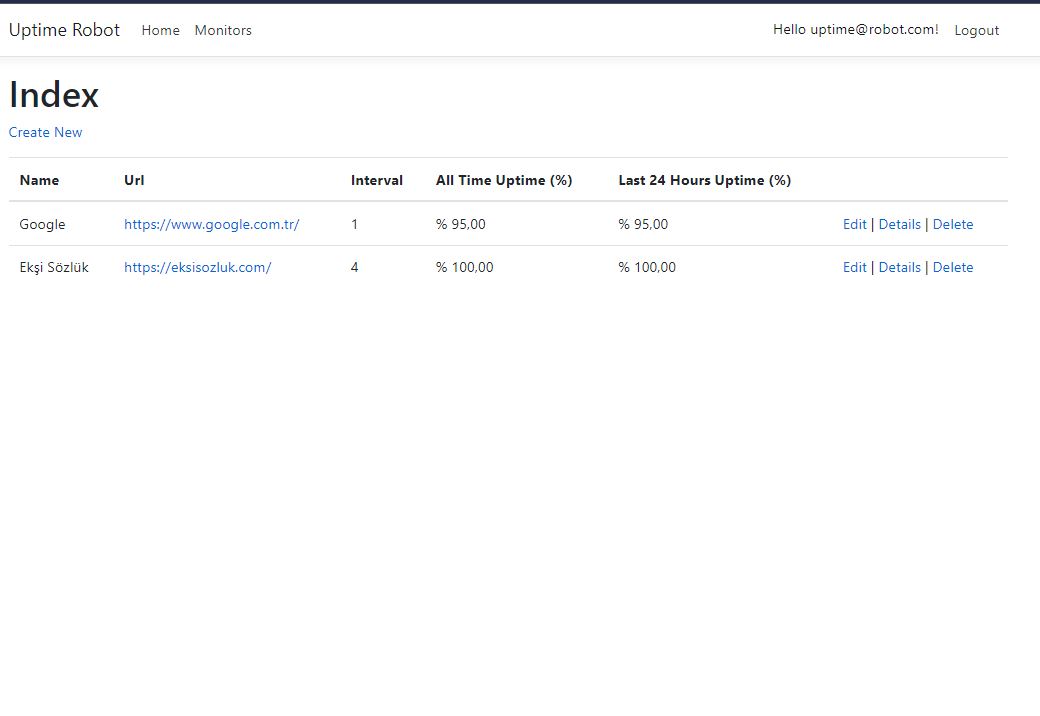 Uptime Robot Home Monitors Hello uptime@robot.com! Logout
Index
Create New
Name Url Interval All Time Uptime (%) Last 24 Hours Uptime (%)
Google https://www.google.com.tr/ 1 % 95,00 % 95,00 Edit | Details | Delete
Ekşi Sözlük https://eksisozluk.com/ 4 % 100,00 % 100,00 Edit | Details | Delete